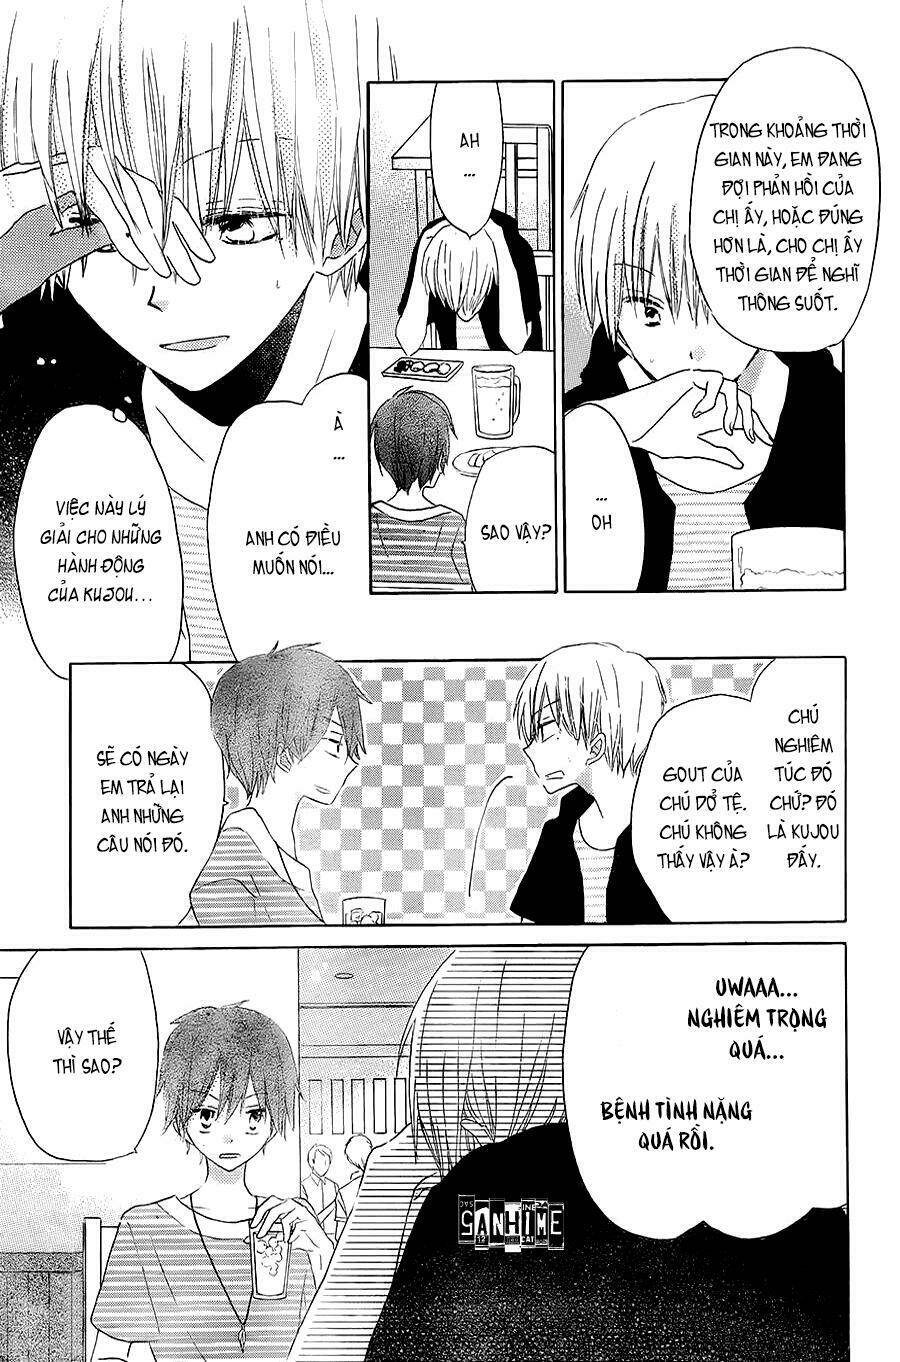 TRONG KHOẢNG THỜI
GIAN NÀY, EM ĐANG
ĐỢI PHẢN HỒI CỦA
CHỊ ẤY, HOẶC ĐÚNG
HƠN LÀ, CHO CHỊ ẤY
THỜI GIAN ĐỂ NGHĨ
THÔNG SUỐT.
...
OH
AH
...
SAO VẬY?
À
...
ANH CÓ ĐIỀU
MUỐN NÓI...
VIỆC NÀY LÝ
GIẢI CHO NHỮNG
HÀNH ĐỘNG
CỦA KUJOU...
CHÚ
NGHIÊM
TÚC ĐÓ
CHỨ? ĐÓ
LÀ KUJOU
ĐẤY.
GOUT CỦA
CHÚ DỞ TỆ.
CHÚ KHÔNG
THẤY VẬY À?
SẼ CÓ NGÀY
EM TRẢ LẠI
ANH NHỮNG
CÂU NÓI ĐÓ.
UWAAA...
NGHIÊM TRỌNG
QUÁ...
BỆNH TÌNH NẶNG
QUÁ RỒI.
VẬY THẾ
THÌ SAO?
SANHIME